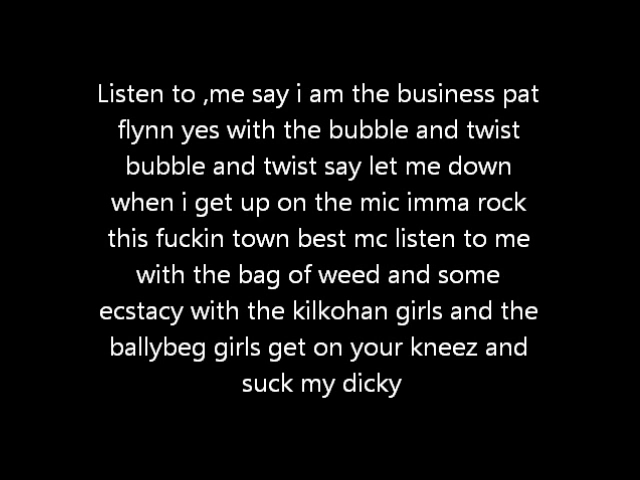 Listen to ,me say i am the business pat
flynn yes with the bubble and twist
bubble and twist say let me down
when i get up on the mic imma rock
this fuckin town best mc listen to me
with the bag of weed and some
ecstacy with the kilkohan girls and the
ballybeg girls get on your kneez and
suck my dicky